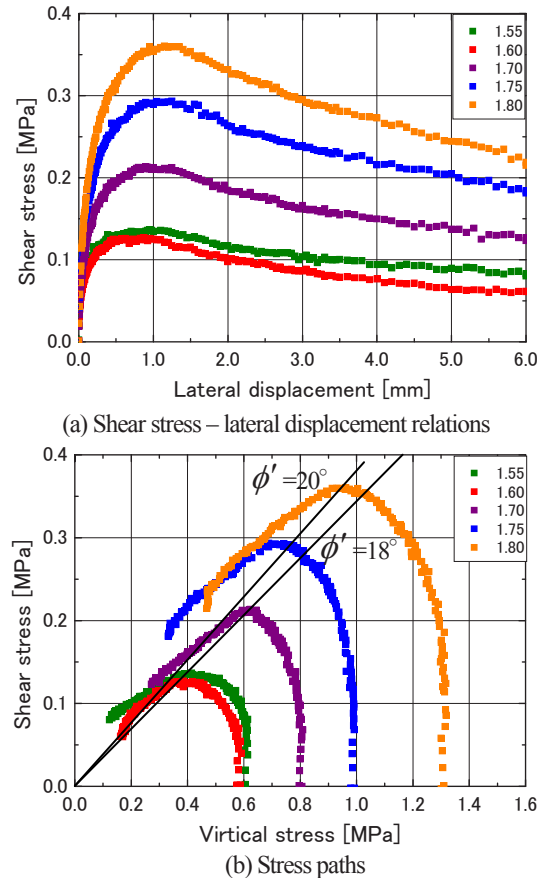 0.4
0.3
0.2
0.1
0.0
Shear stress [MPa]
1.55
1.60
1.70
1.75
1.80
0.0 1.0 2.0 3.0 4.0 5.0 6.0
Lateral displacement [mm]
(a) Shear stress – lateral displacement relations
0.4
0.3
0.2
0.1
0.0
Shear stress [MPa]
ϕ′ =20°
ϕ′ =18°
1.55
1.60
1.70
1.75
1.80
0.0 0.2 0.4 0.6 0.8 1.0 1.2 1.4 1.6
Virtical stress [MPa]
(b) Stress paths